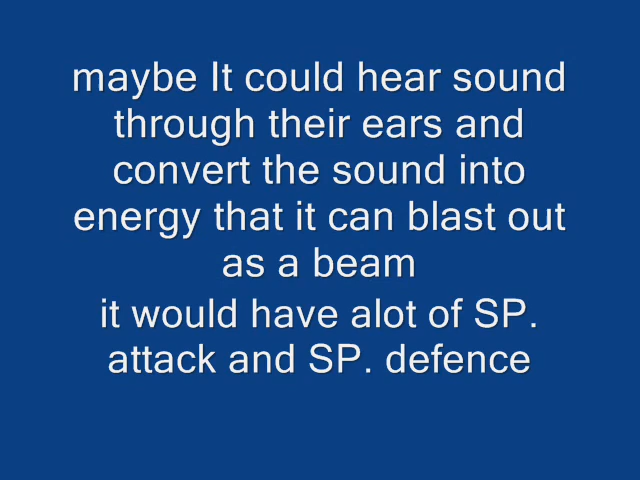 maybe It could hear sound
through their ears and
convert the sound into
energy that it can blast out
as a beam
it would have alot of SP.
attack and SP. defence